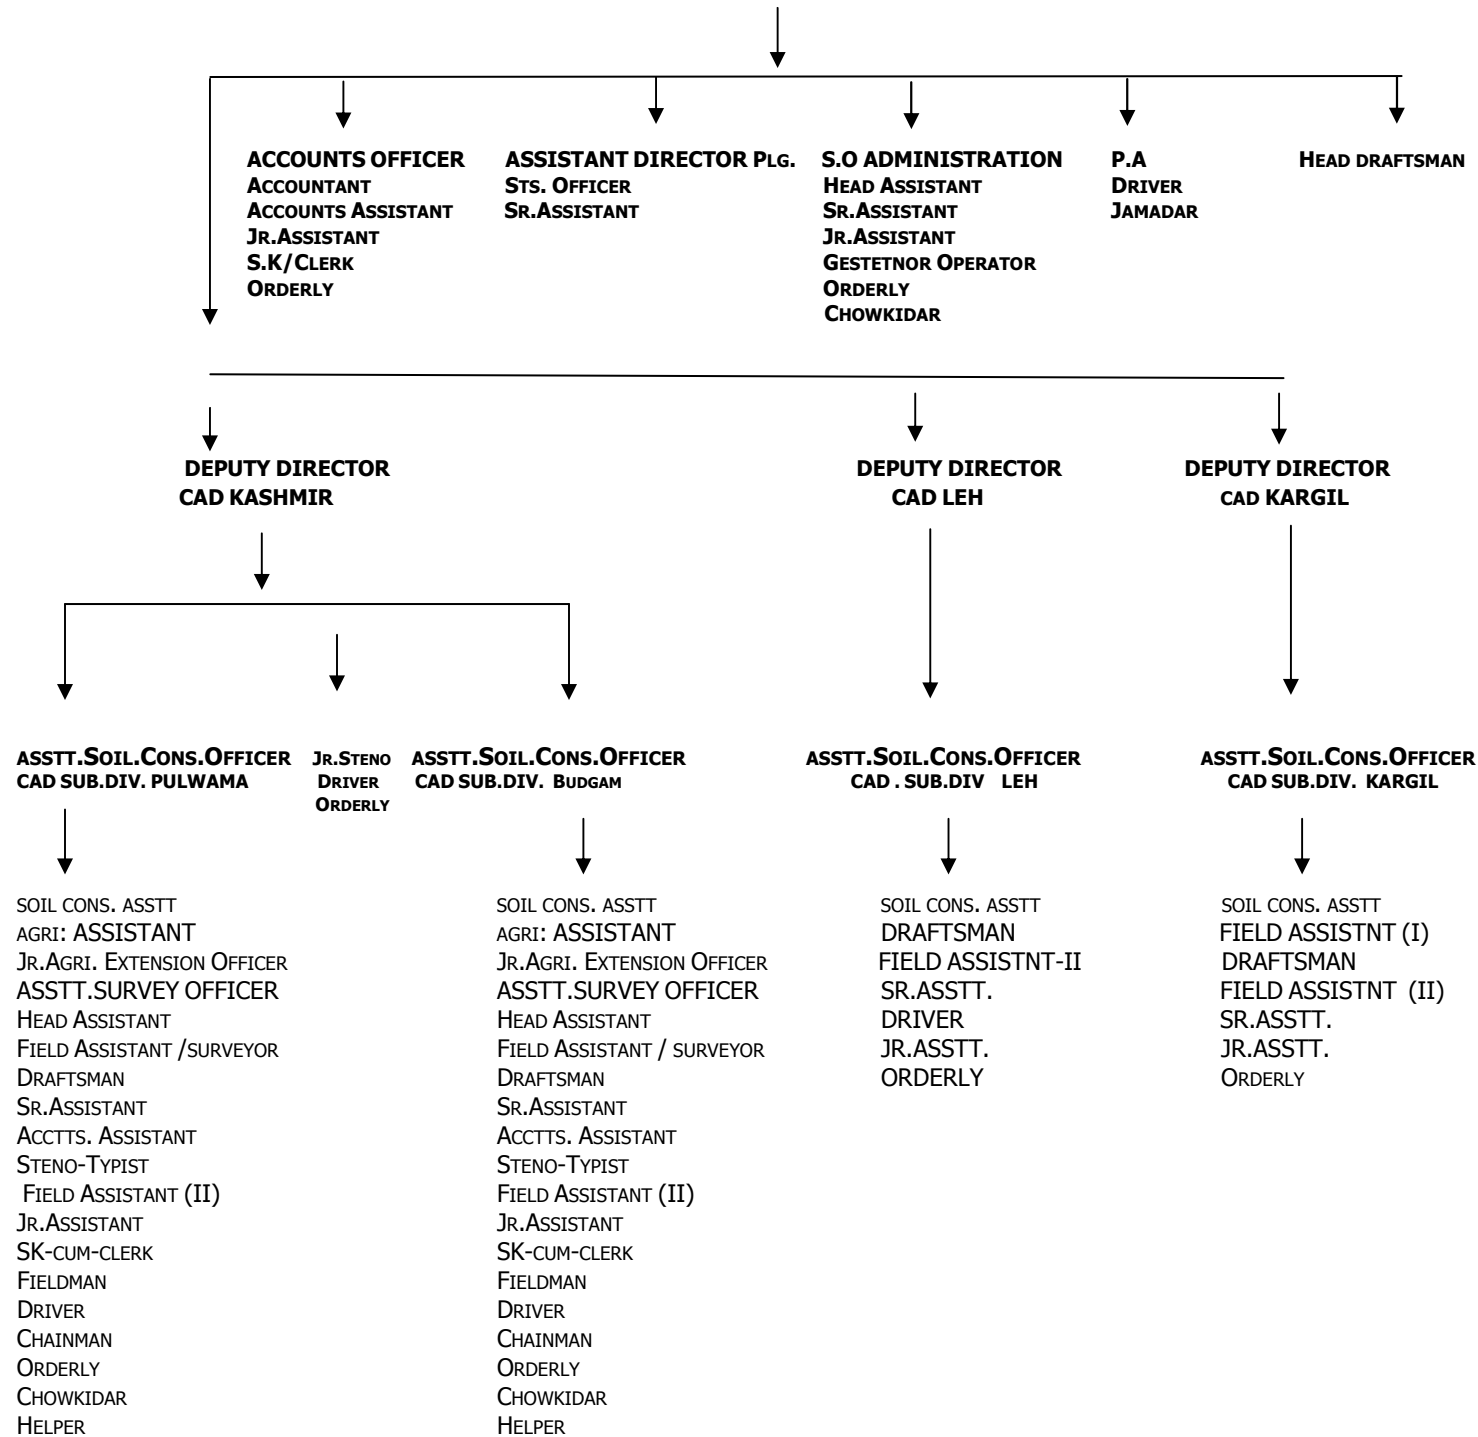 ACCOUNTS OFFICER
ACCOUNTANT
ACCOUNTS ASSISTANT
JR.ASSISTANT
S.K/CLERK
ORDERLY
ASSISTANT DIRECTOR PLG.
STS. OFFICER
SR.ASSISTANT
S.O ADMINISTRATION
HEAD ASSISTANT
SR.ASSISTANT
JR.ASSISTANT
GESTETNOR OPERATOR
ORDERLY
CHOWKIDAR
P.A
DRIVER
JAMADAR
HEAD DRAFTSMAN
DEPUTY DIRECTOR
CAD KASHMIR
DEPUTY DIRECTOR
CAD LEH
DEPUTY DIRECTOR
CAD KARGIL
ASSTT.SOIL.CONS.OFFICER
CAD SUB.DIV. PULWAMA
JR.STENO
DRIVER
ORDERLY
ASSTT.SOIL.CONS.OFFICER
CAD SUB.DIV. BUDGAM
ASSTT.SOIL.CONS.OFFICER
CAD . SUB.DIV LEH
ASSTT.SOIL.CONS.OFFICER
CAD SUB.DIV. KARGIL
SOIL CONS. ASSTT
AGRI: ASSISTANT
JR.AGRI. EXTENSION OFFICER
ASSTT.SURVEY OFFICER
HEAD ASSISTANT
FIELD ASSISTANT /SURVEYOR
DRAFTSMAN
SR.ASSISTANT
ACCTTS. ASSISTANT
STENO-TYPIST
FIELD ASSISTANT (II)
JR.ASSISTANT
SK-CUM-CLERK
FIELDMAN
DRIVER
CHAINMAN
ORDERLY
CHOWKIDAR
HELPER
SOIL CONS. ASSTT
AGRI: ASSISTANT
JR.AGRI. EXTENSION OFFICER
ASSTT.SURVEY OFFICER
HEAD ASSISTANT
FIELD ASSISTANT / SURVEYOR
DRAFTSMAN
SR.ASSISTANT
ACCTTS. ASSISTANT
STENO-TYPIST
FIELD ASSISTANT (II)
JR.ASSISTANT
SK-CUM-CLERK
FIELDMAN
DRIVER
CHAINMAN
ORDERLY
CHOWKIDAR
HELPER
SOIL CONS. ASSTT
DRAFTSMAN
FIELD ASSISTNT-II
SR.ASSTT.
DRIVER
JR.ASSTT.
ORDERLY
SOIL CONS. ASSTT
FIELD ASSISTNT (I)
DRAFTSMAN
FIELD ASSISTNT (II)
SR.ASSTT.
JR.ASSTT.
ORDERLY